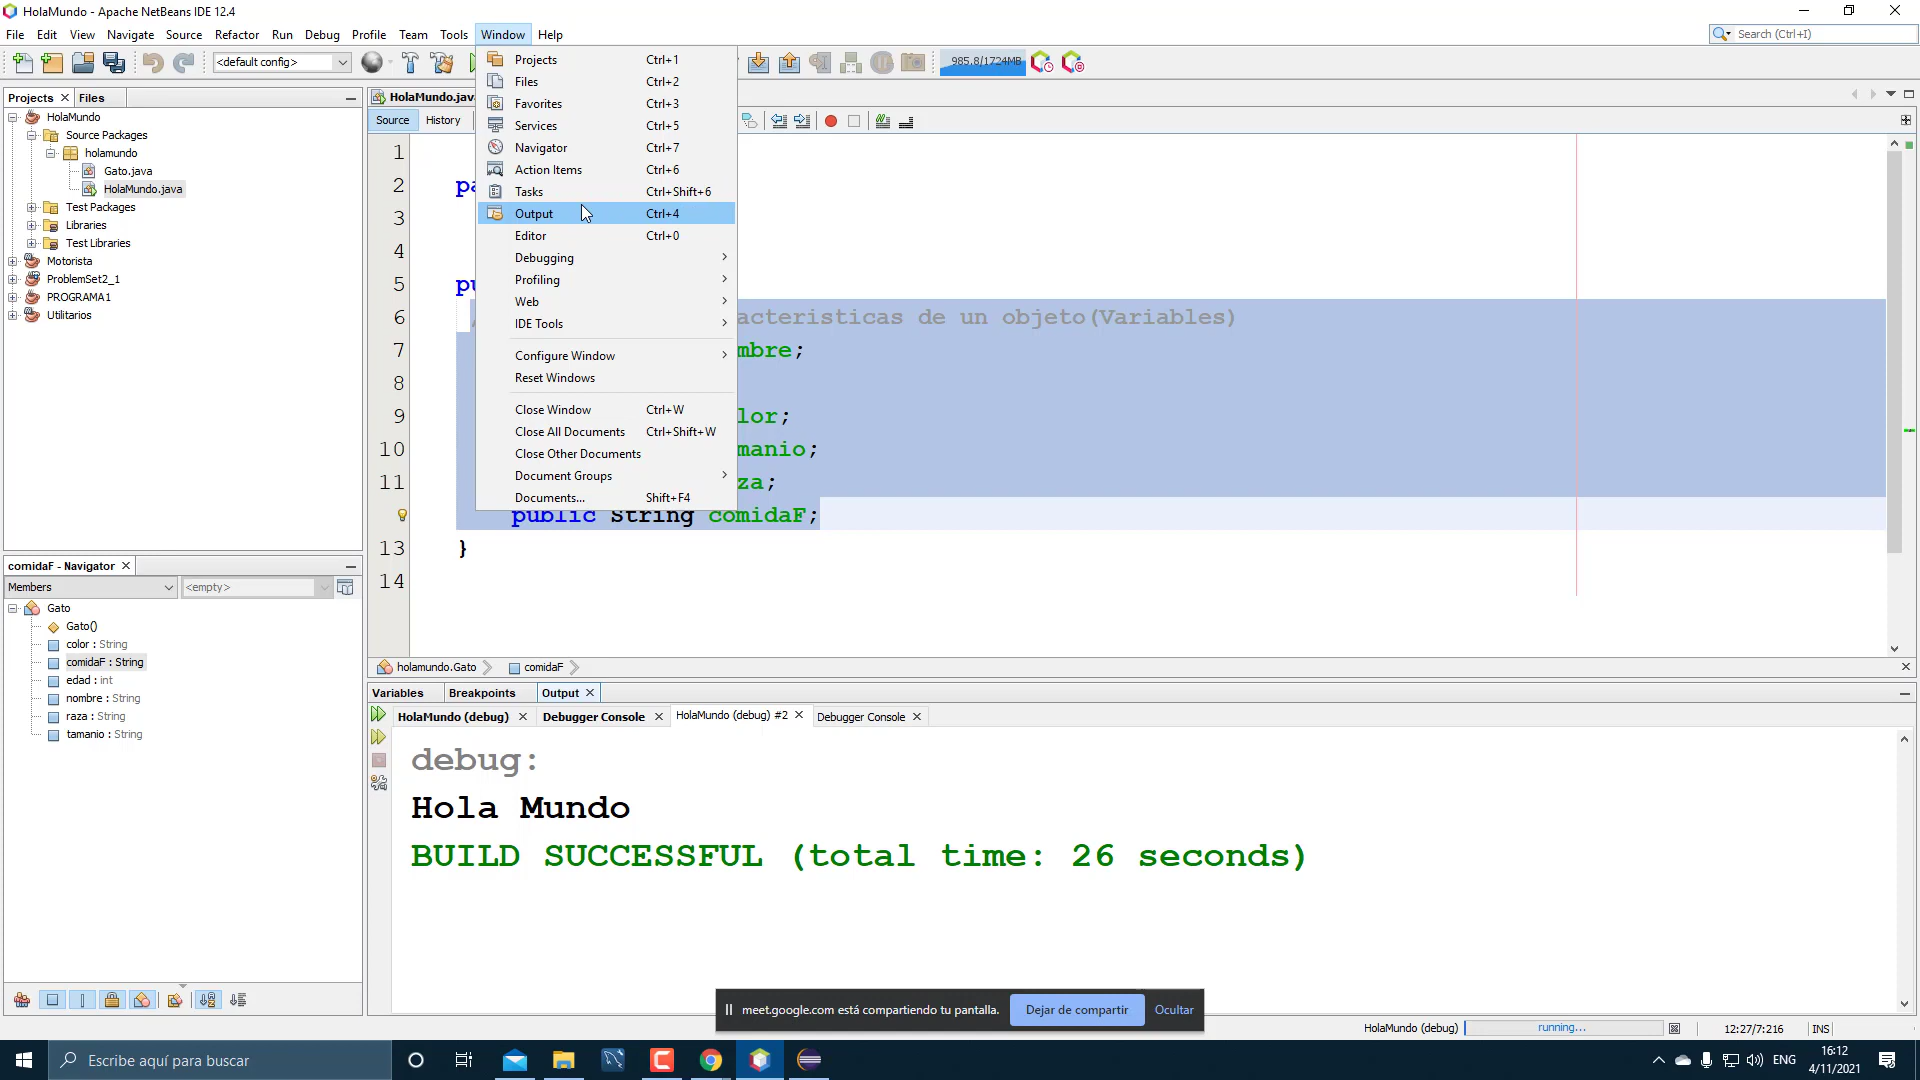 HolaMundo - Apache NetBeans IDE 12.4
File Edit View Navigate Source Refactor Run Debug Profile Team Tools Window Help
Search (Ctrl+I)
<default config>
985.8/1724MB
Projects Files
HolaMundo
Source Packages
holamundo
Gato.java
HolaMundo.java
Test Packages
Libraries
Test Libraries
Motorista
ProblemSet2_1
PROGRAMA1
Utilitarios
Projects Ctrl+1
Files Ctrl+2
Favorites Ctrl+3
Services Ctrl+5
Navigator Ctrl+7
Action Items Ctrl+6
Tasks Ctrl+Shift+6
Output Ctrl+4
Editor Ctrl+0
Debugging
Profiling
Web
IDE Tools
Configure Window
Reset Windows
Close Window Ctrl+W
Close All Documents Ctrl+Shift+W
Close Other Documents
Document Groups
Documents... Shift+F4
HolaMundo.jav
Source History
1
2 pa
3
4
5 pu
6 acteristicas de un objeto(Variables)
7 mbre;
8
9 lor;
10 manio;
11 za;
public String comidaF;
13 }
14
holamundo.Gato comidaF
comidaF - Navigator
Members <empty>
Gato
Gato()
color : String
comidaF : String
edad : int
nombre : String
raza : String
tamanio : String
Variables Breakpoints Output
HolaMundo (debug) Debugger Console HolaMundo (debug) #2 Debugger Console
debug:
Hola Mundo
BUILD SUCCESSFUL (total time: 26 seconds)
meet.google.com está compartiendo tu pantalla. Dejar de compartir Ocultar
HolaMundo (debug) running... 12:27/7:216 INS
Escribe aquí para buscar
ENG
16:12
4/11/2021